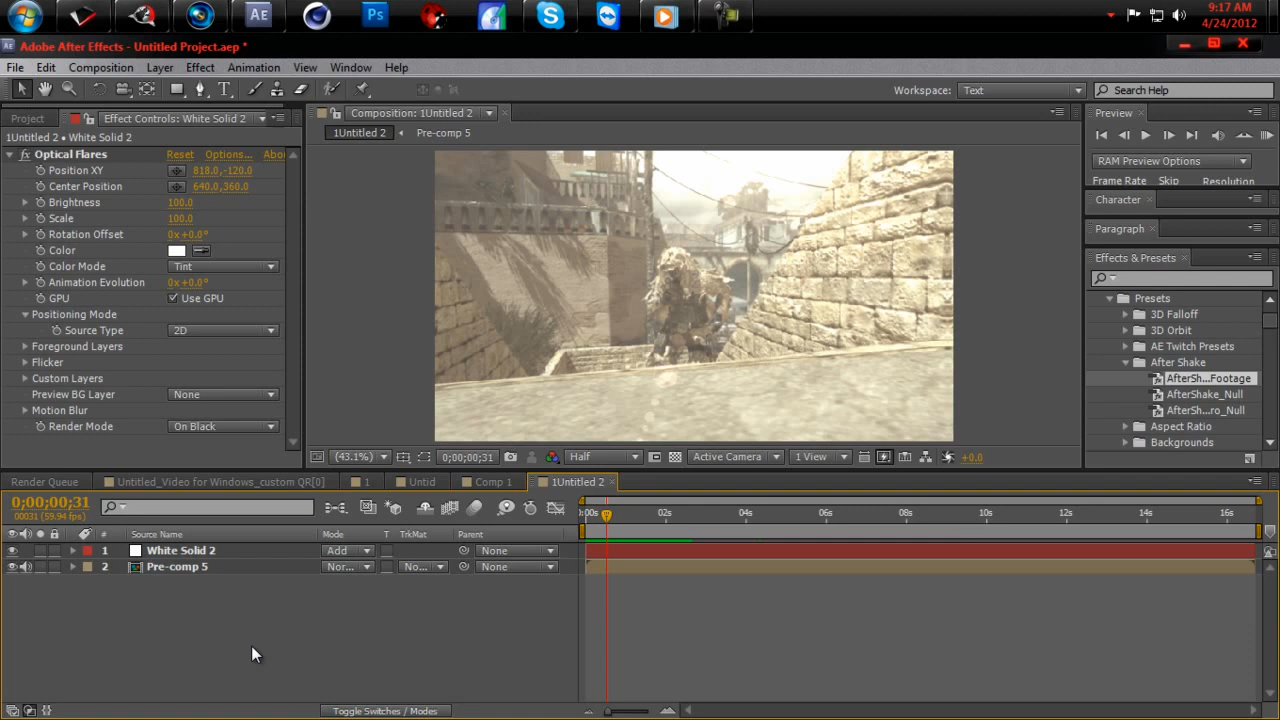 9:17 AM
4/24/2012
Adobe After Effects - Untitled Project.aep *
File Edit Composition Layer Effect Animation View Window Help
Workspace: Text Search Help
Project Effect Controls: White Solid 2
1Untitled 2 • White Solid 2
fx Optical Flares Reset Options... Abo
Position XY 818.0,-120.0
Center Position 640.0,360.0
Brightness 100.0
Scale 100.0
Rotation Offset 0x+0.0°
Color
Color Mode Tint
Animation Evolution 0x+0.0°
GPU Use GPU
Positioning Mode
Source Type 2D
Foreground Layers
Flicker
Custom Layers
Preview BG Layer None
Motion Blur
Render Mode On Black
Composition: 1Untitled 2
1Untitled 2 Pre-comp 5
(43.1%) 0;00;00;31 Half Active Camera 1 View +0.0
Preview
RAM Preview Options
Frame Rate Skip Resolution
Character
Paragraph
Effects & Presets
Presets
3D Falloff
3D Orbit
AE Twitch Presets
After Shake
AfterSh...Footage
AfterShake_Null
AfterSh...ro_Null
Aspect Ratio
Backgrounds
Render Queue Untitled_Video for Windows_custom QR[0] 1 Untid Comp 1 1Untitled 2
0;00;00;31
00031 (59.94 fps)
0:00s 02s 04s 06s 08s 10s 12s 14s 16s
# Source Name Mode T TrkMat Parent
1 White Solid 2 Add None
2 Pre-comp 5 Nor... No... None
Toggle Switches / Modes